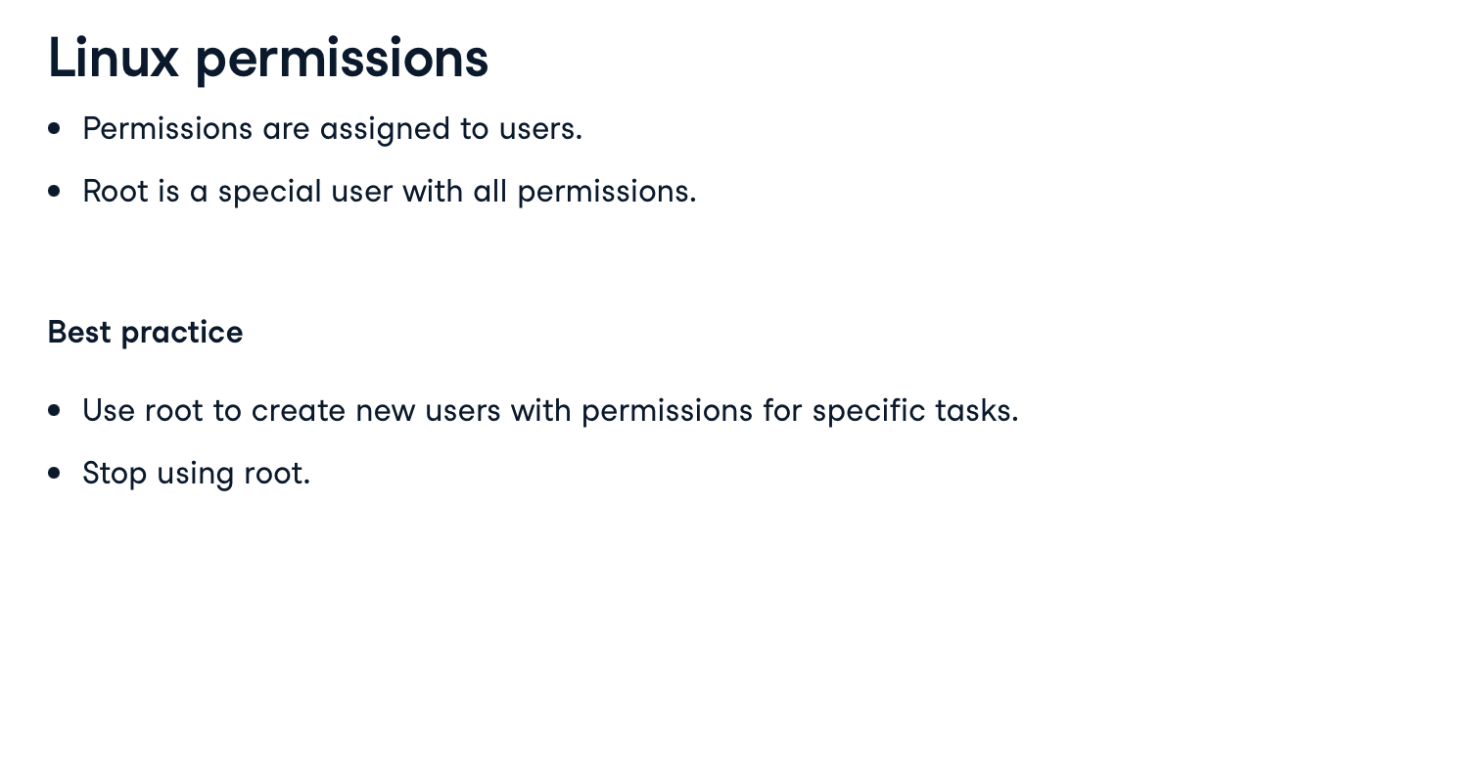 Linux permissions
• Permissions are assigned to users.
• Root is a special user with all permissions.
Best practice
• Use root to create new users with permissions for specific tasks.
• Stop using root.